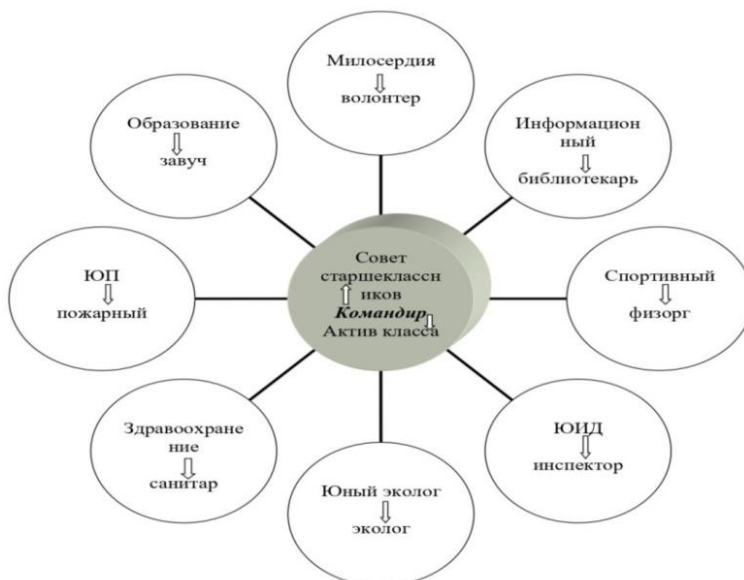 Милосердия
волонтер
Образование
завуч
Информацион
ный
библиотекарь
Совет
старшеклассн
иков
Командир
Актив класса
ЮП
пожарный
Спортивный
физорг
Здравоохране
ние
санитар
ЮИД
инспектор
Юный эколог
эколог